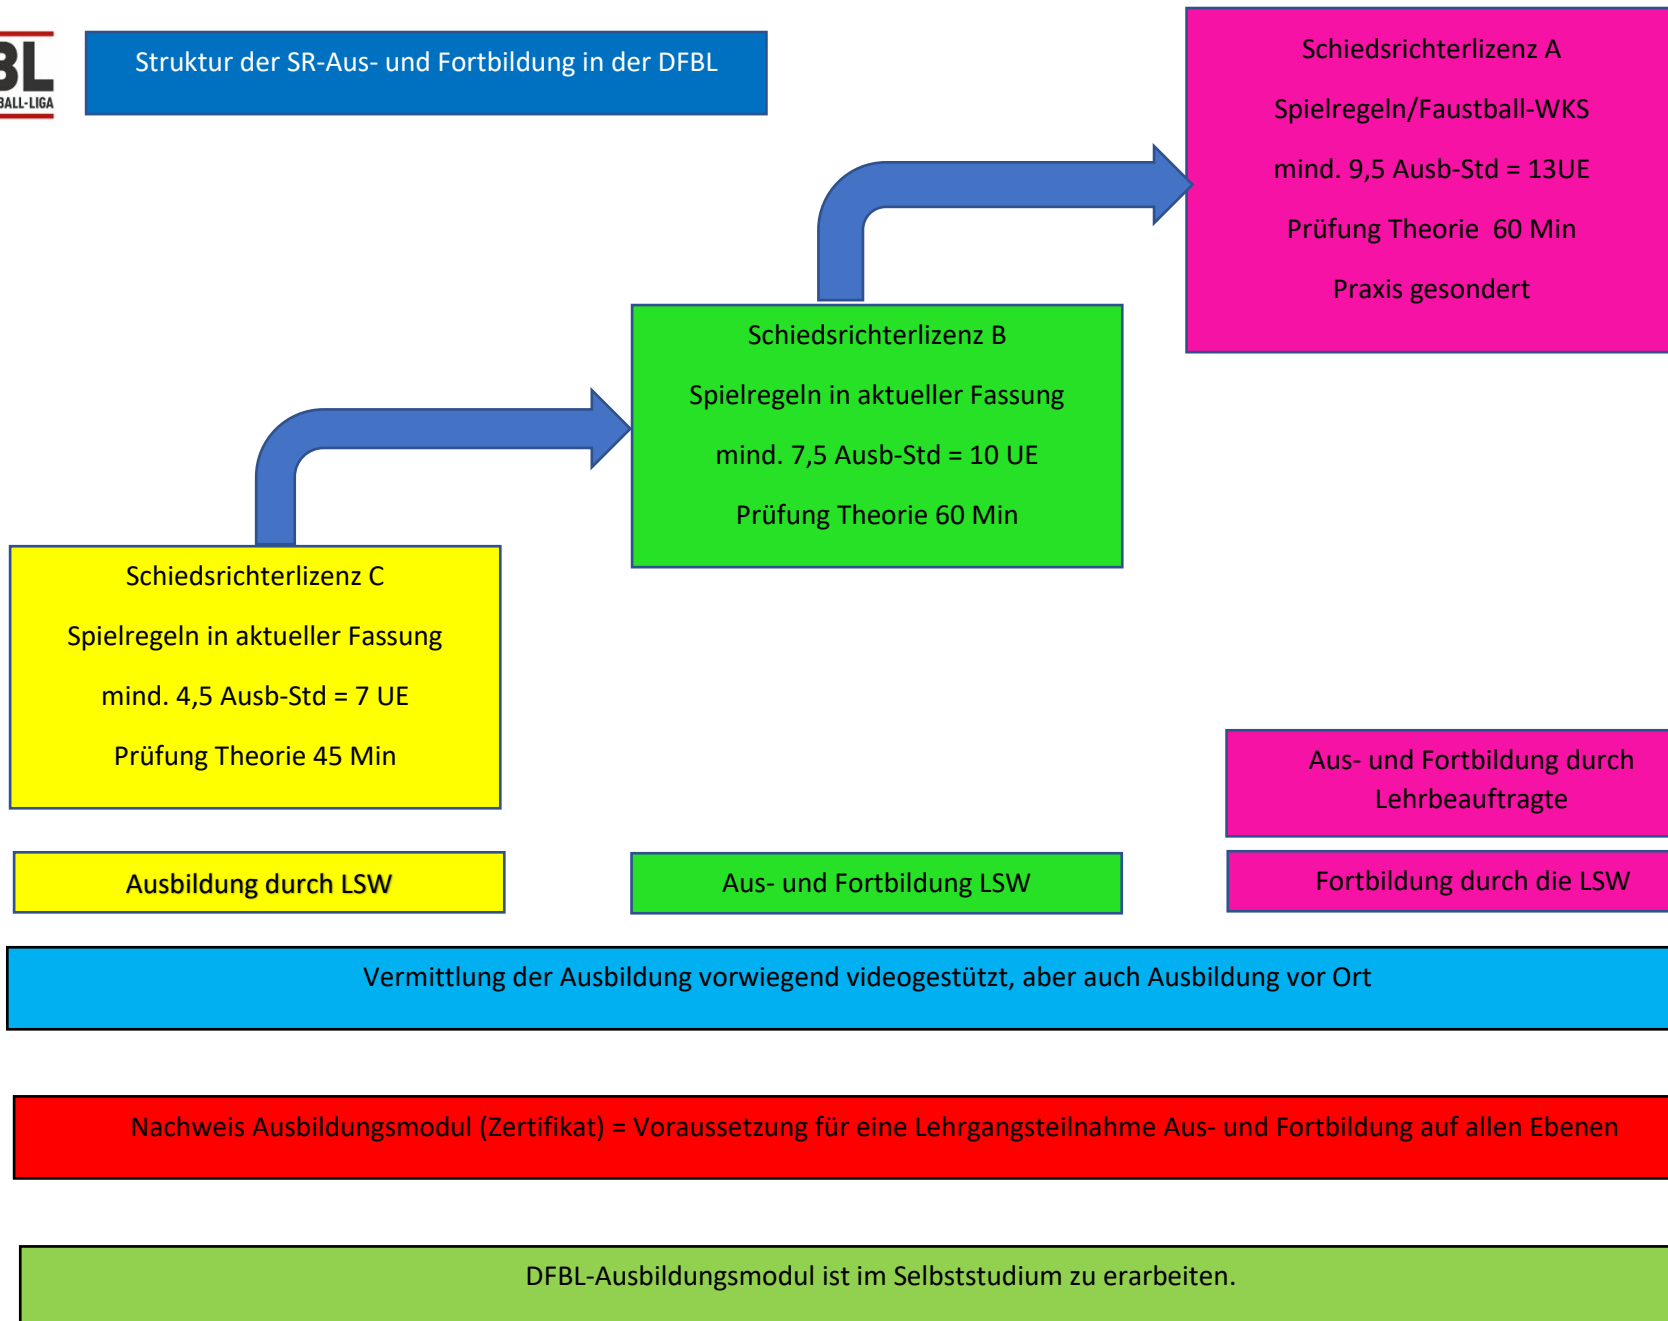 BL
BALL-LIGA
Struktur der SR-Aus- und Fortbildung in der DFBL
Schiedsrichterlizenz A
Spielregeln/Faustball-WKS
mind. 9,5 Ausb-Std = 13UE
Prüfung Theorie 60 Min
Praxis gesondert
Schiedsrichterlizenz B
Spielregeln in aktueller Fassung
mind. 7,5 Ausb-Std = 10 UE
Prüfung Theorie 60 Min
Schiedsrichterlizenz C
Spielregeln in aktueller Fassung
mind. 4,5 Ausb-Std = 7 UE
Prüfung Theorie 45 Min
Aus- und Fortbildung durch
Lehrbeauftragte
Ausbildung durch LSW
Aus- und Fortbildung LSW
Fortbildung durch die LSW
Vermittlung der Ausbildung vorwiegend videogestützt, aber auch Ausbildung vor Ort
Nachweis Ausbildungsmodul (Zertifikat) = Voraussetzung für eine Lehrgangsteilnahme Aus- und Fortbildung auf allen Ebenen
DFBL-Ausbildungsmodul ist im Selbststudium zu erarbeiten.